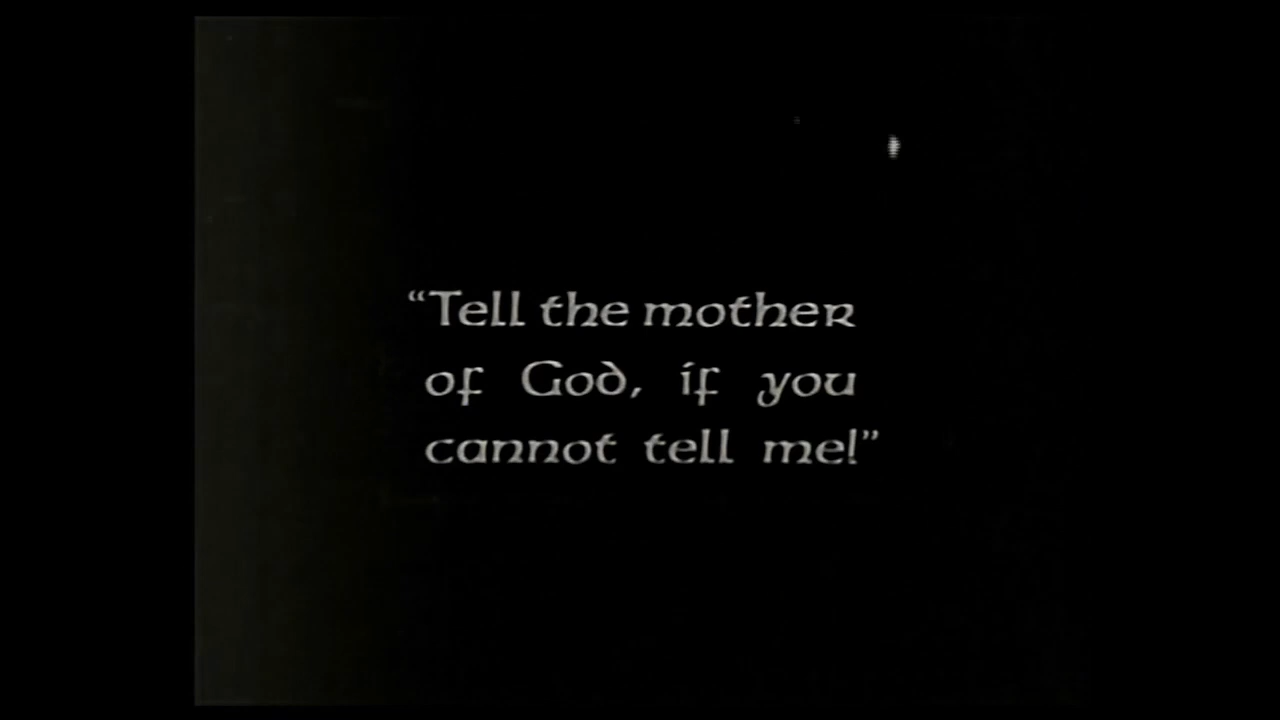 “Tell the mother
of God, if you
cannot tell me!”